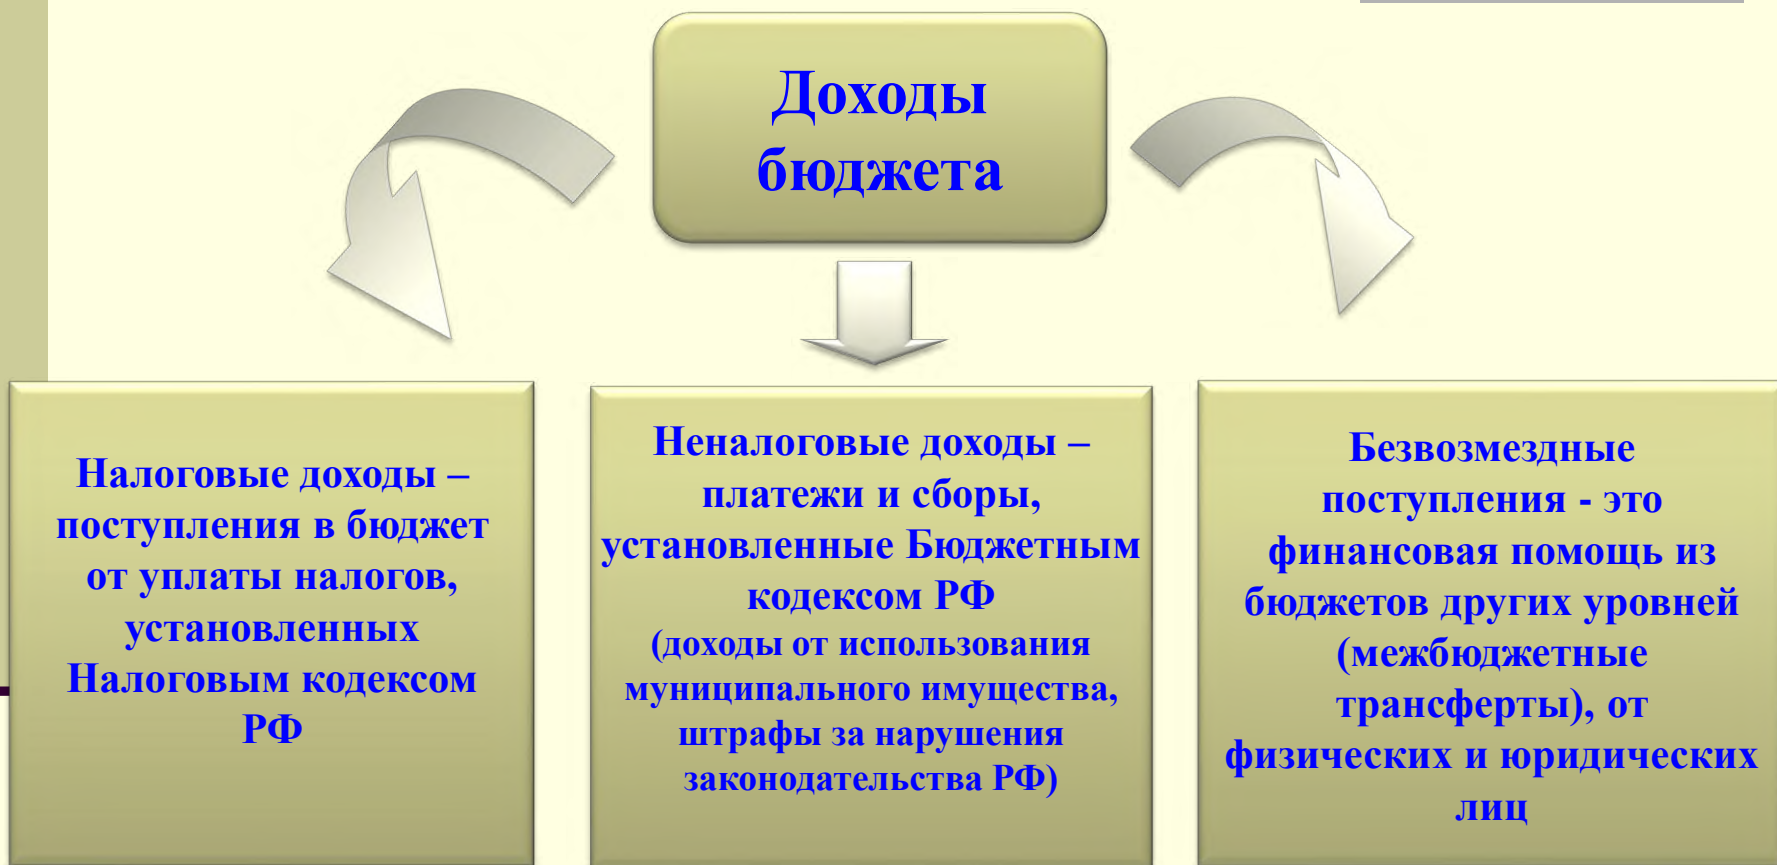 Доходы
бюджета
Налоговые доходы –
поступления в бюджет
от уплаты налогов,
установленных
Налоговым кодексом
РФ
Неналоговые доходы –
платежи и сборы,
установленные Бюджетным
кодексом РФ
(доходы от использования
муниципального имущества,
штрафы за нарушения
законодательства РФ)
Безвозмездные
поступления - это
финансовая помощь из
бюджетов других уровней
(межбюджетные
трансферты), от
физических и юридических
лиц